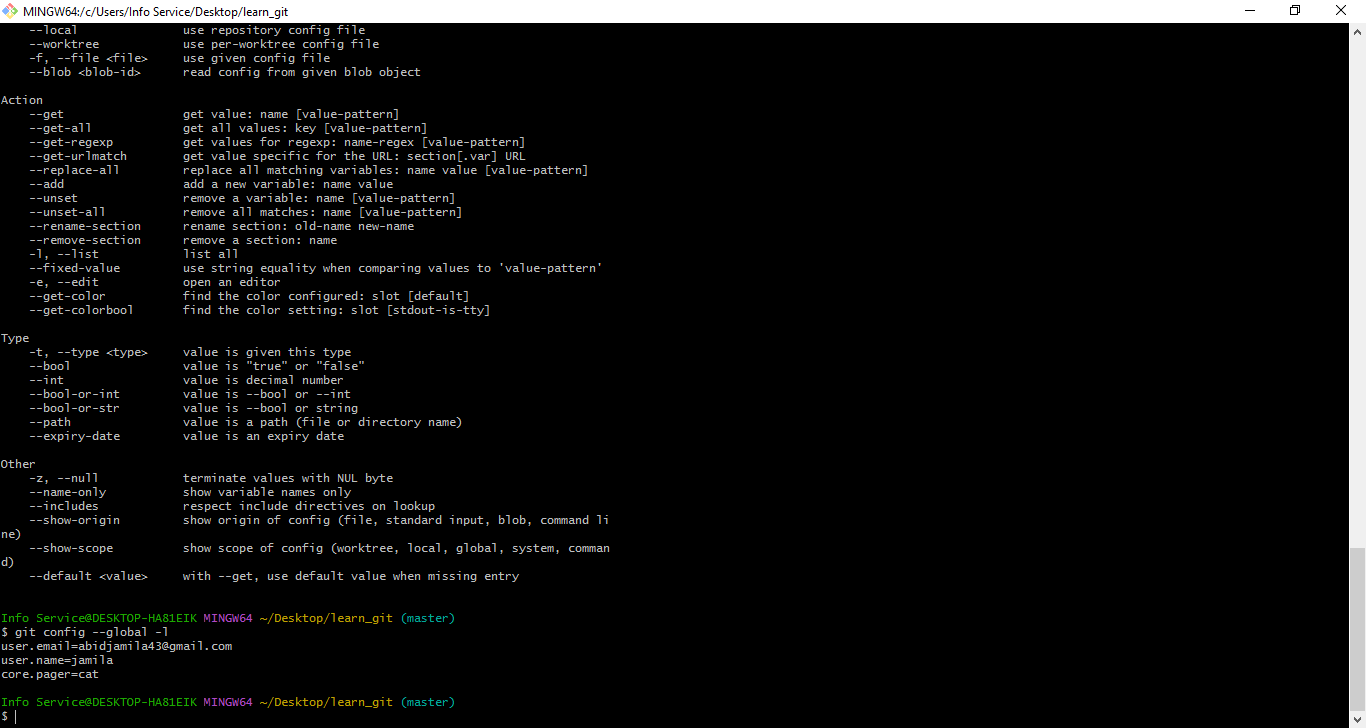 MINGW64:/c/Users/Info Service/Desktop/learn_git
    --local               use repository config file
    --worktree            use per-worktree config file
    -f, --file <file>     use given config file
    --blob <blob-id>      read config from given blob object

Action
    --get                 get value: name [value-pattern]
    --get-all             get all values: key [value-pattern]
    --get-regexp          get values for regexp: name-regex [value-pattern]
    --get-urlmatch        get value specific for the URL: section[.var] URL
    --replace-all         replace all matching variables: name value [value-pattern]
    --add                 add a new variable: name value
    --unset               remove a variable: name [value-pattern]
    --unset-all           remove all matches: name [value-pattern]
    --rename-section      rename section: old-name new-name
    --remove-section      remove a section: name
    -l, --list            list all
    --fixed-value         use string equality when comparing values to 'value-pattern'
    -e, --edit            open an editor
    --get-color           find the color configured: slot [default]
    --get-colorbool       find the color setting: slot [stdout-is-tty]

Type
    -t, --type <type>     value is given this type
    --bool                value is "true" or "false"
    --int                 value is decimal number
    --bool-or-int         value is --bool or --int
    --bool-or-str         value is --bool or string
    --path                value is a path (file or directory name)
    --expiry-date         value is an expiry date

Other
    -z, --null            terminate values with NUL byte
    --name-only           show variable names only
    --includes            respect include directives on lookup
    --show-origin         show origin of config (file, standard input, blob, command li
ne)
    --show-scope          show scope of config (worktree, local, global, system, comman
d)
    --default <value>     with --get, use default value when missing entry

Info Service@DESKTOP-HA81EIK MINGW64 ~/Desktop/learn_git (master)
$ git config --global -l
user.email=abidjamila43@gmail.com
user.name=jamila
core.pager=cat

Info Service@DESKTOP-HA81EIK MINGW64 ~/Desktop/learn_git (master)
$